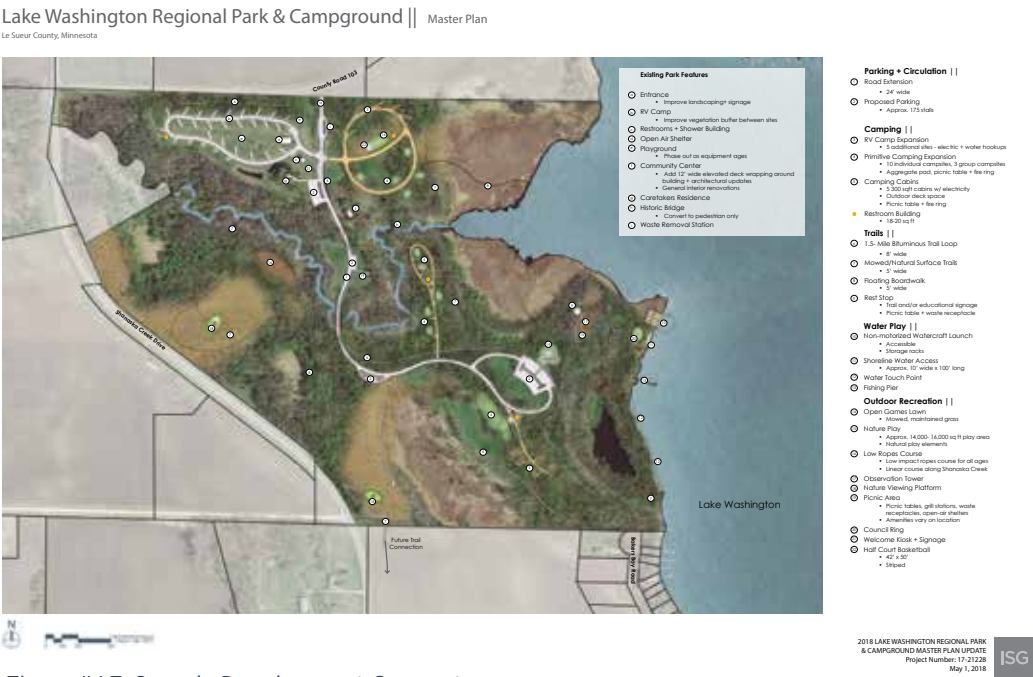 Lake Washington Regional Park & Campground || Master Plan
Le Sueur County, Minnesota
County Road 103
Existing Park Features
Entrance
• Improve landscaping+ signage
RV Camp
• Improve vegetation buffer between sites
Restrooms + Shower Building
Open Air Shelter
Playground
• Phase out as equipment ages
Community Center
• Add 12' wide elevated deck wrapping around
building + architectural updates
• General interior renovations
Caretakers Residence
Historic Bridge
• Convert to pedestrian only
Waste Removal Station
Shanaska Creek Drive
Lake Washington
Future Trail
Connection
Bakers Bay Road
N
Parking + Circulation ||
Road Extension
• 24' wide
Proposed Parking
• Approx. 175 stalls
Camping ||
RV Camp Expansion
• 5 additional sites - electric + water hookups
Primitive Camping Expansion
• 10 individual campsites, 3 group campsites
• Aggregate pad, picnic table + fire ring
Camping Cabins
• 5 300 sqft cabins w/ electricity
• Outdoor deck space
• Picnic table + fire ring
Restroom Building
• 18-20 sq ft
Trails ||
1.5- Mile Bituminous Trail Loop
• 8' wide
Mowed/Natural Surface Trails
• 5' wide
Floating Boardwalk
• 5' wide
Rest Stop
• Trail and/or educational signage
• Picnic table + waste receptacle
Water Play ||
Non-motorized Watercraft Launch
• Accessible
• Storage racks
Shoreline Water Access
• Approx. 10' wide x 100' long
Water Touch Point
Fishing Pier
Outdoor Recreation ||
Open Games Lawn
• Mowed, maintained grass
Nature Play
• Approx. 14,000- 16,000 sq ft play area
• Natural play elements
Low Ropes Course
• Low impact ropes course for all ages
• Linear course along Shanaska Creek
Observation Tower
Nature Viewing Platform
Picnic Area
• Picnic tables, grill stations, waste
receptacles, open-air shelters
• Amenities vary on location
Council Ring
Welcome Kiosk + Signage
Half Court Basketball
• 42' x 50'
• Striped
2018 LAKE WASHINGTON REGIONAL PARK
& CAMPGROUND MASTER PLAN UPDATE
Project Number: 17-21228
May 1, 2018
ISG